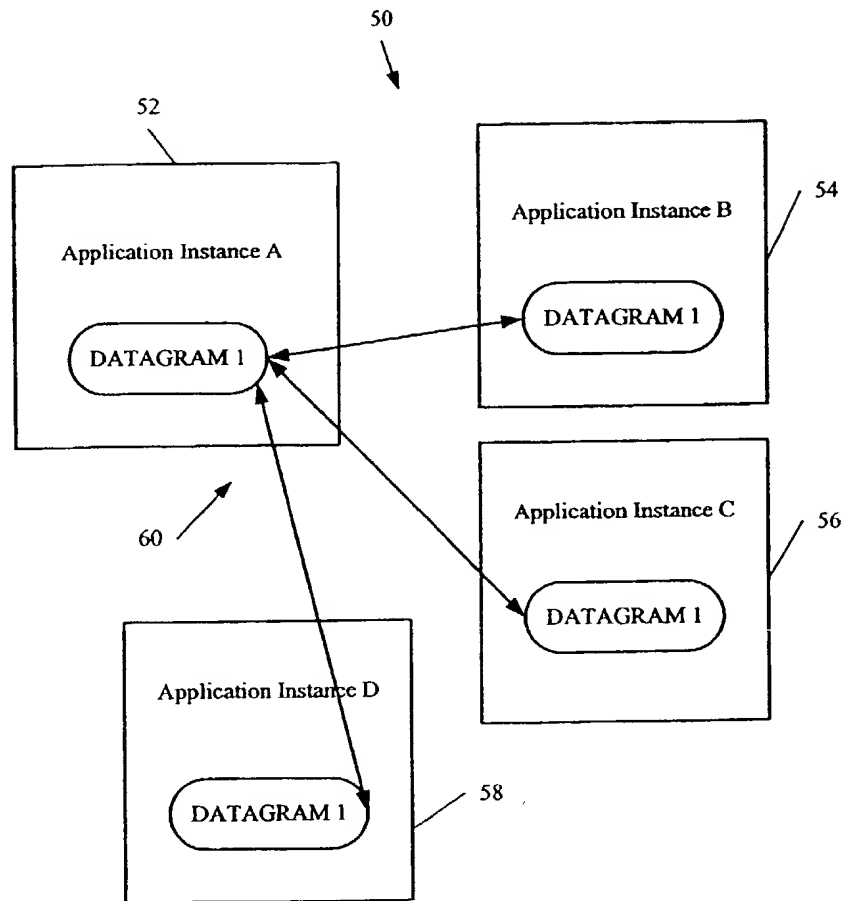 50
52
Application Instance B
54
Application Instance A
DATAGRAM 1
DATAGRAM 1
Application Instance C
56
60
DATAGRAM 1
Application Instance D
58
DATAGRAM 1